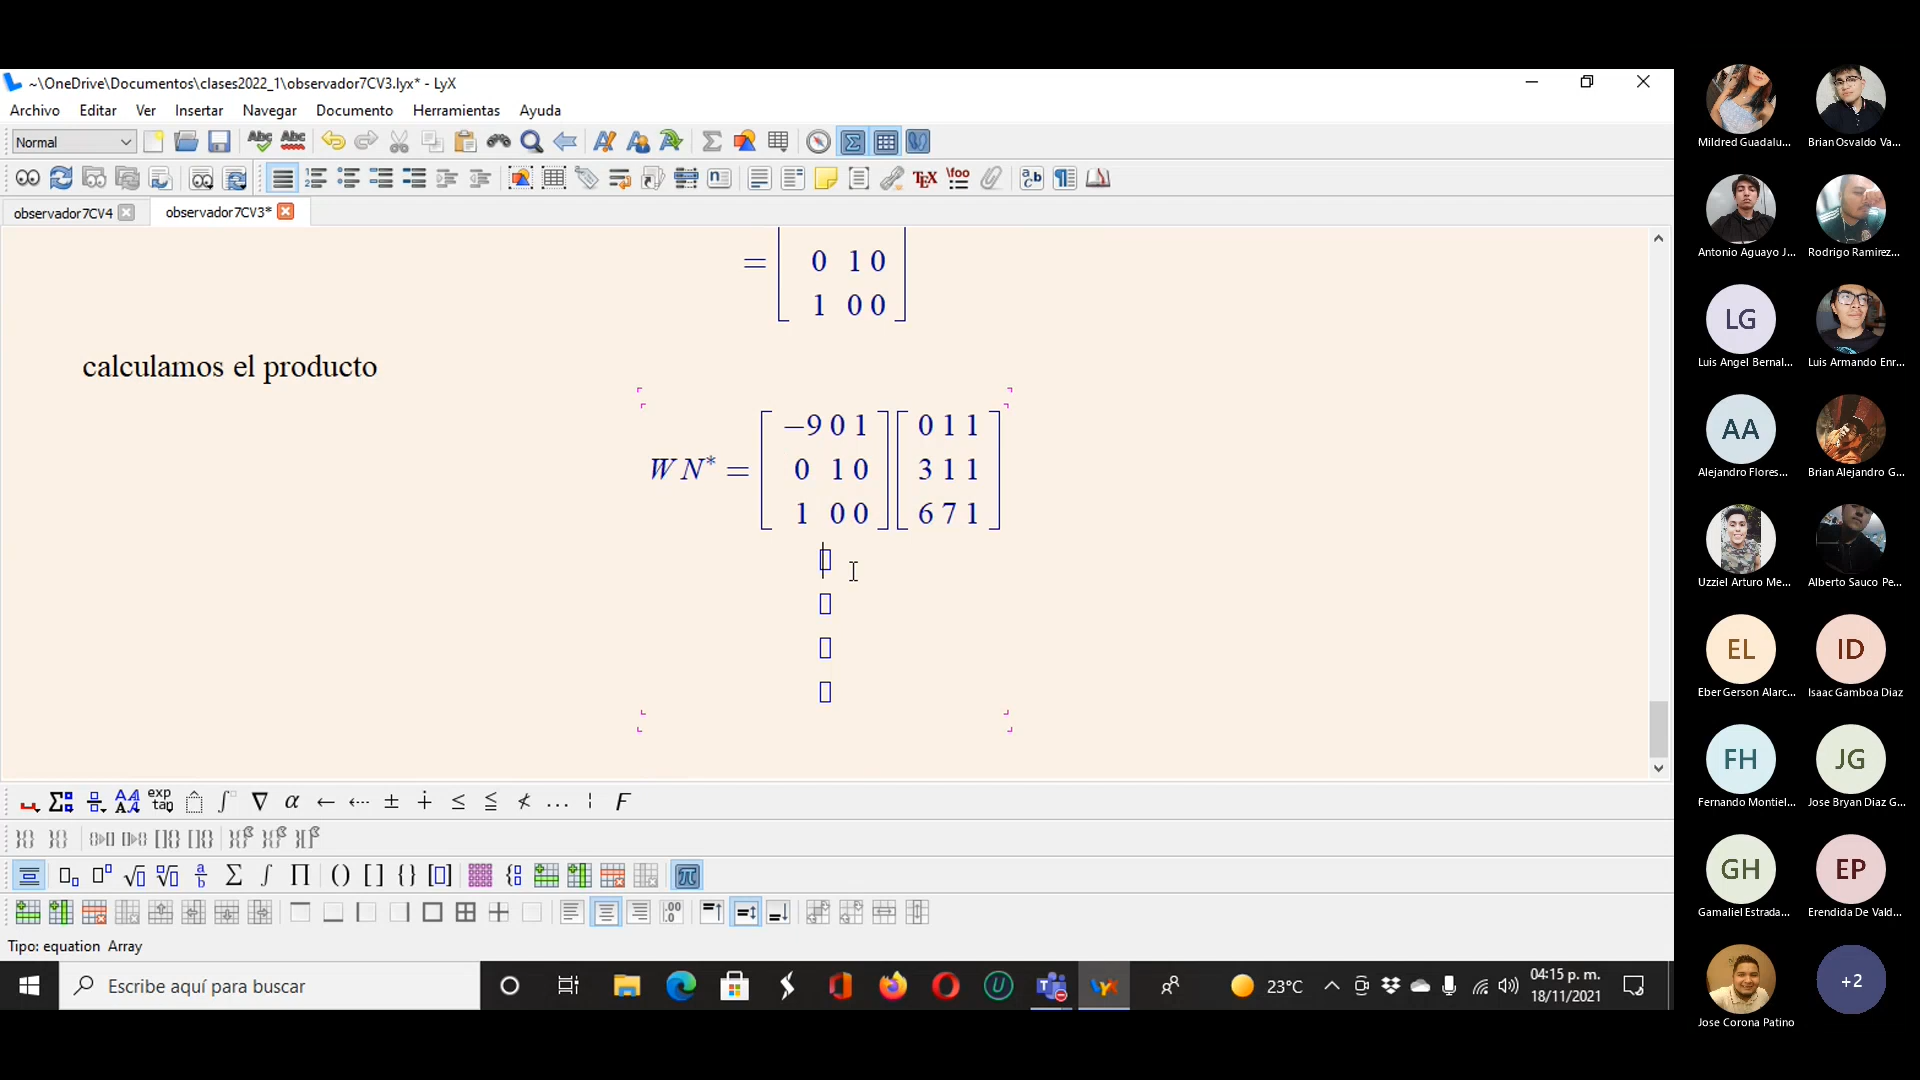 ~\OneDrive\Documentos\clases2022_1\observador7CV3.lyx* - LyX
Archivo Editar Ver Insertar Navegar Documento Herramientas Ayuda
Normal
observador7CV4 observador7CV3*
= [ 0 1 0
1 0 0 ]
calculamos el producto
−9 0 1 0 1 1
W N* = 0 1 0 3 1 1
1 0 0 6 7 1
exp
tag
Tipo: equation Array
Escribe aquí para buscar
23°C
04:15 p. m.
18/11/2021
Mildred Guadalu...
Brian Osvaldo Va...
Antonio Aguayo J...
Rodrigo Ramirez...
LG
Luis Angel Bernal...
Luis Armando Enr...
AA
Alejandro Flores...
Brian Alejandro G...
Uzziel Arturo Me...
Alberto Sauco Pe...
EL
Eber Gerson Alarc...
ID
Isaac Gamboa Diaz
FH
Fernando Montiel...
JG
Jose Bryan Diaz G...
GH
Gamaliel Estrada...
EP
Erendida De Vald...
Jose Corona Patino
+2